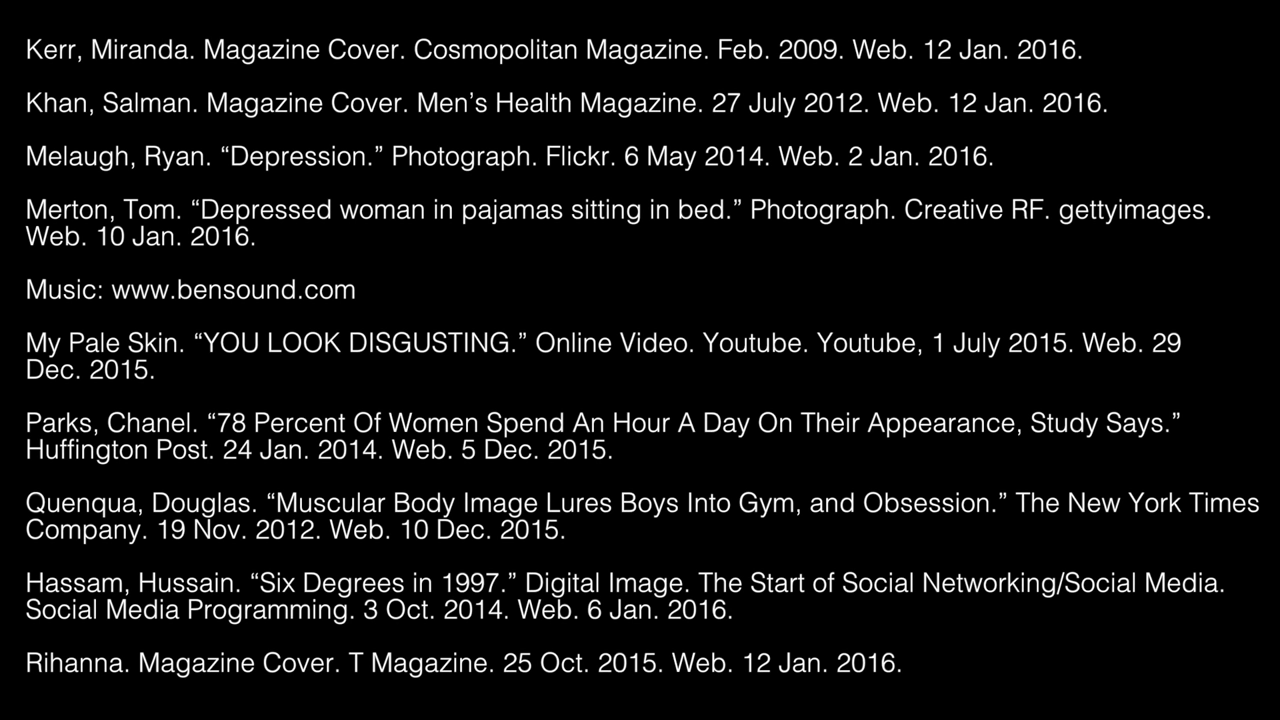 Kerr, Miranda. Magazine Cover. Cosmopolitan Magazine. Feb. 2009. Web. 12 Jan. 2016.
Khan, Salman. Magazine Cover. Men’s Health Magazine. 27 July 2012. Web. 12 Jan. 2016.
Melaugh, Ryan. “Depression.” Photograph. Flickr. 6 May 2014. Web. 2 Jan. 2016.
Merton, Tom. “Depressed woman in pajamas sitting in bed.” Photograph. Creative RF. gettyimages.
Web. 10 Jan. 2016.
Music: www.bensound.com
My Pale Skin. “YOU LOOK DISGUSTING.” Online Video. Youtube. Youtube, 1 July 2015. Web. 29
Dec. 2015.
Parks, Chanel. “78 Percent Of Women Spend An Hour A Day On Their Appearance, Study Says.”
Huffington Post. 24 Jan. 2014. Web. 5 Dec. 2015.
Quenqua, Douglas. “Muscular Body Image Lures Boys Into Gym, and Obsession.” The New York Times
Company. 19 Nov. 2012. Web. 10 Dec. 2015.
Hassam, Hussain. “Six Degrees in 1997.” Digital Image. The Start of Social Networking/Social Media.
Social Media Programming. 3 Oct. 2014. Web. 6 Jan. 2016.
Rihanna. Magazine Cover. T Magazine. 25 Oct. 2015. Web. 12 Jan. 2016.